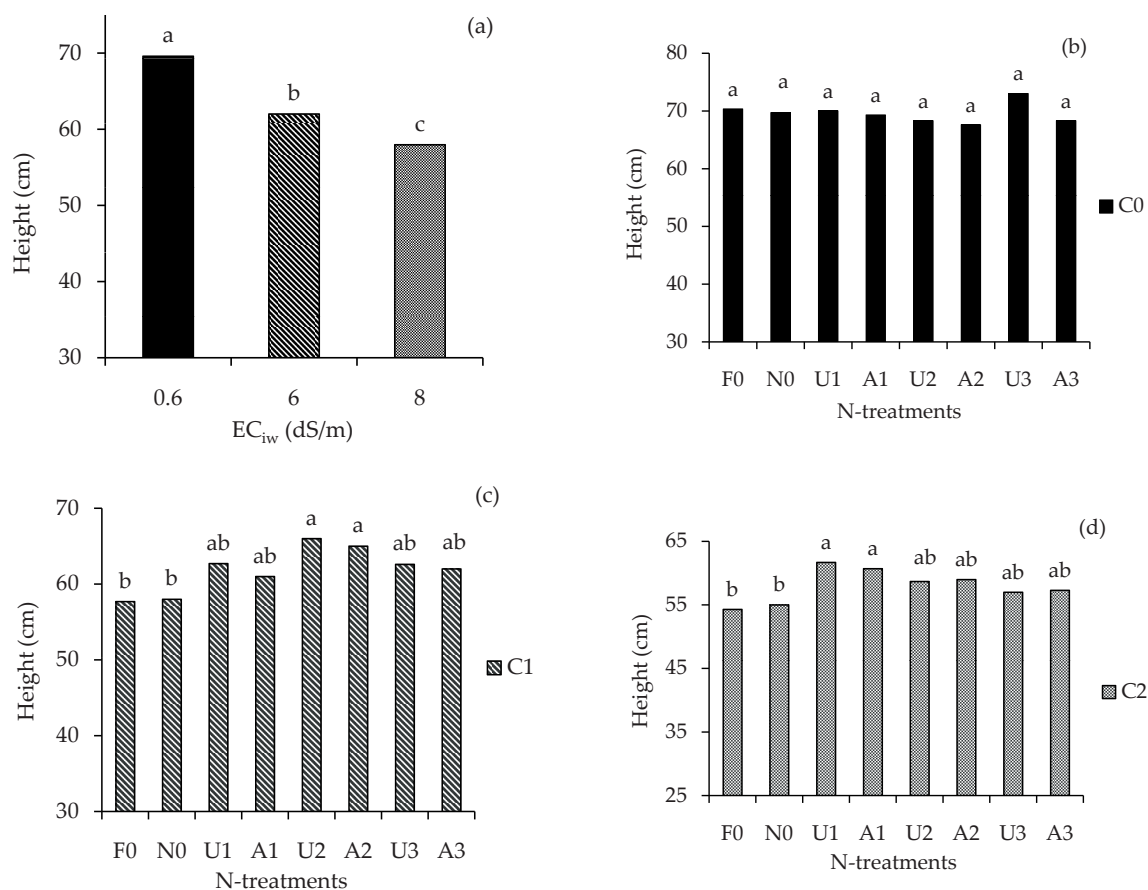 (a)
Height (cm)
70
60
50
40
30
a
b
c
0.6 6 8
ECiw (dS/m)
(b)
Height (cm)
80
70
60
50
40
30
a a a a a a a a
F0 N0 U1 A1 U2 A2 U3 A3
N-treatments
C0
(c)
Height (cm)
70
60
50
40
30
b b ab ab a a ab ab
F0 N0 U1 A1 U2 A2 U3 A3
N-treatments
C1
(d)
Height (cm)
65
55
45
35
25
b b a a ab ab ab ab
F0 N0 U1 A1 U2 A2 U3 A3
N-treatments
C2